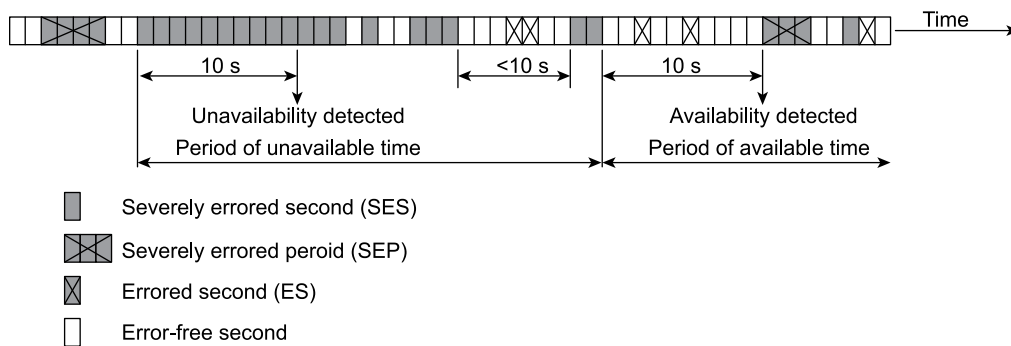 Time
10 s
<10 s
10 s
Unavailability detected
Availability detected
Period of unavailable time
Period of available time
Severely errored second (SES)
Severely errored peroid (SEP)
Errored second (ES)
Error-free second